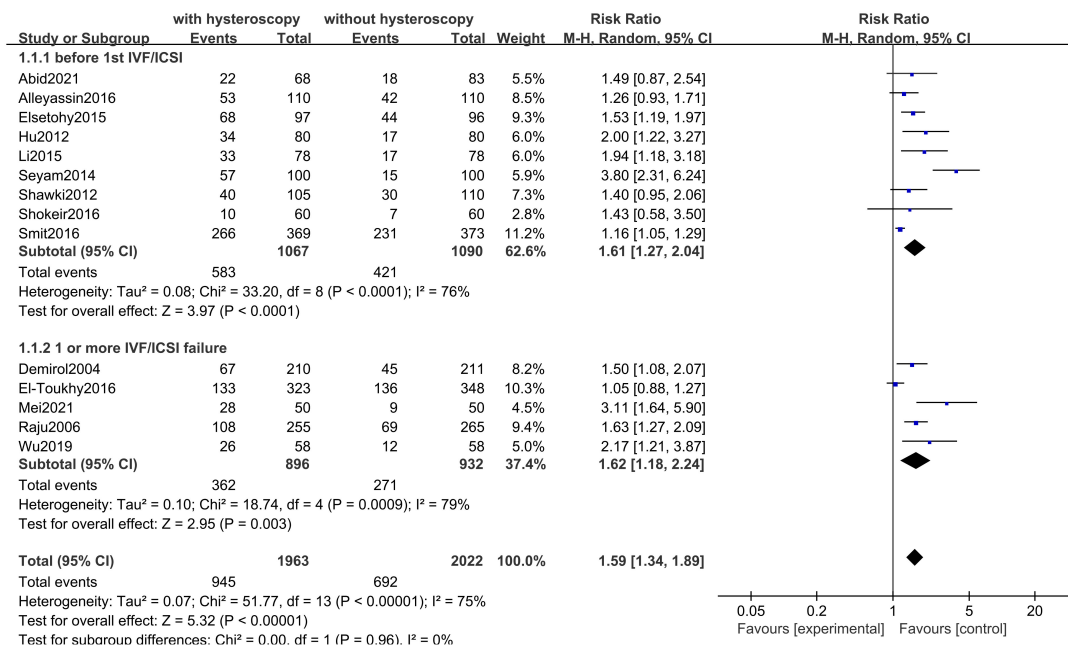 with hysteroscopy without hysteroscopy Risk Ratio Risk Ratio
Study or Subgroup Events Total Events Total Weight M-H, Random, 95% CI M-H, Random, 95% CI
1.1.1 before 1st IVF/ICSI
Abid2021 22 68 18 83 5.5% 1.49 [0.87, 2.54]
Alleyassin2016 53 110 42 110 8.5% 1.26 [0.93, 1.71]
Elsetohy2015 68 97 44 96 9.3% 1.53 [1.19, 1.97]
Hu2012 34 80 17 80 6.0% 2.00 [1.22, 3.27]
Li2015 33 78 17 78 6.0% 1.94 [1.18, 3.18]
Seyam2014 57 100 15 100 5.9% 3.80 [2.31, 6.24]
Shawki2012 40 105 30 110 7.3% 1.40 [0.95, 2.06]
Shokeir2016 10 60 7 60 2.8% 1.43 [0.58, 3.50]
Smit2016 266 369 231 373 11.2% 1.16 [1.05, 1.29]
Subtotal (95% CI) 1067 1090 62.6% 1.61 [1.27, 2.04]
Total events 583 421
Heterogeneity: Tau² = 0.08; Chi² = 33.20, df = 8 (P < 0.0001); I² = 76%
Test for overall effect: Z = 3.97 (P < 0.0001)
1.1.2 1 or more IVF/ICSI failure
Demirol2004 67 210 45 211 8.2% 1.50 [1.08, 2.07]
El-Toukhy2016 133 323 136 348 10.3% 1.05 [0.88, 1.27]
Mei2021 28 50 9 50 4.5% 3.11 [1.64, 5.90]
Raju2006 108 255 69 265 9.4% 1.63 [1.27, 2.09]
Wu2019 26 58 12 58 5.0% 2.17 [1.21, 3.87]
Subtotal (95% CI) 896 932 37.4% 1.62 [1.18, 2.24]
Total events 362 271
Heterogeneity: Tau² = 0.10; Chi² = 18.74, df = 4 (P = 0.0009); I² = 79%
Test for overall effect: Z = 2.95 (P = 0.003)
Total (95% CI) 1963 2022 100.0% 1.59 [1.34, 1.89]
Total events 945 692
Heterogeneity: Tau² = 0.07; Chi² = 51.77, df = 13 (P < 0.00001); I² = 75%
Test for overall effect: Z = 5.32 (P < 0.00001)
Test for subgroup differences: Chi² = 0.00, df = 1 (P = 0.96), I² = 0%
0.05 0.2 1 5 20
Favours [experimental] Favours [control]